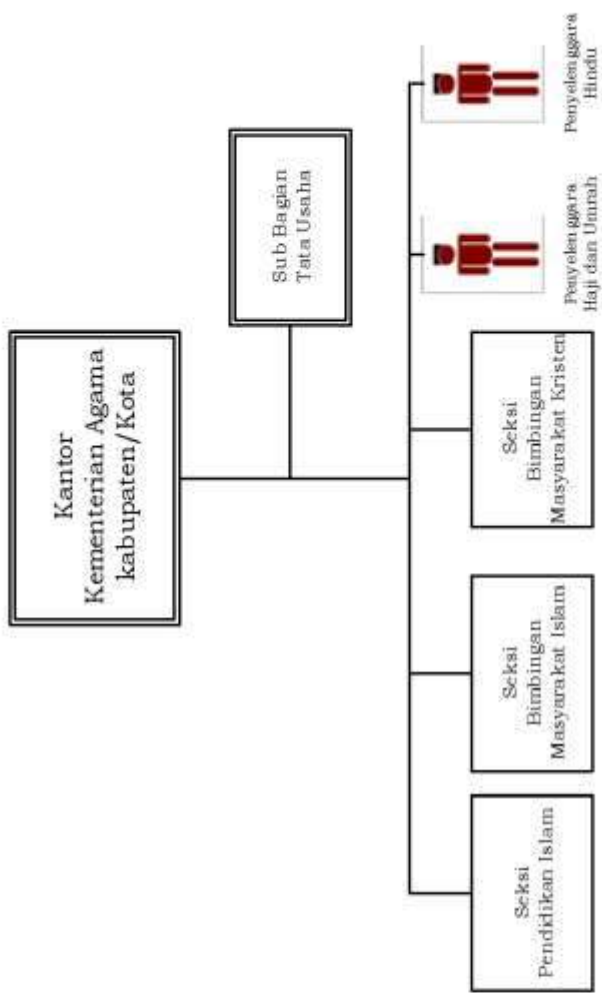 Kantor
Kementerian Agama
kabupaten/Kota
Sub Bagian
Tata Usaha
Seksi
Pendidikan Islam
Seksi
Bimbingan
Masyarakat Islam
Seksi
Bimbingan
Masyarakat Kristen
Penyelenggara
Haji dan Umrah
Penyelenggara
Hindu